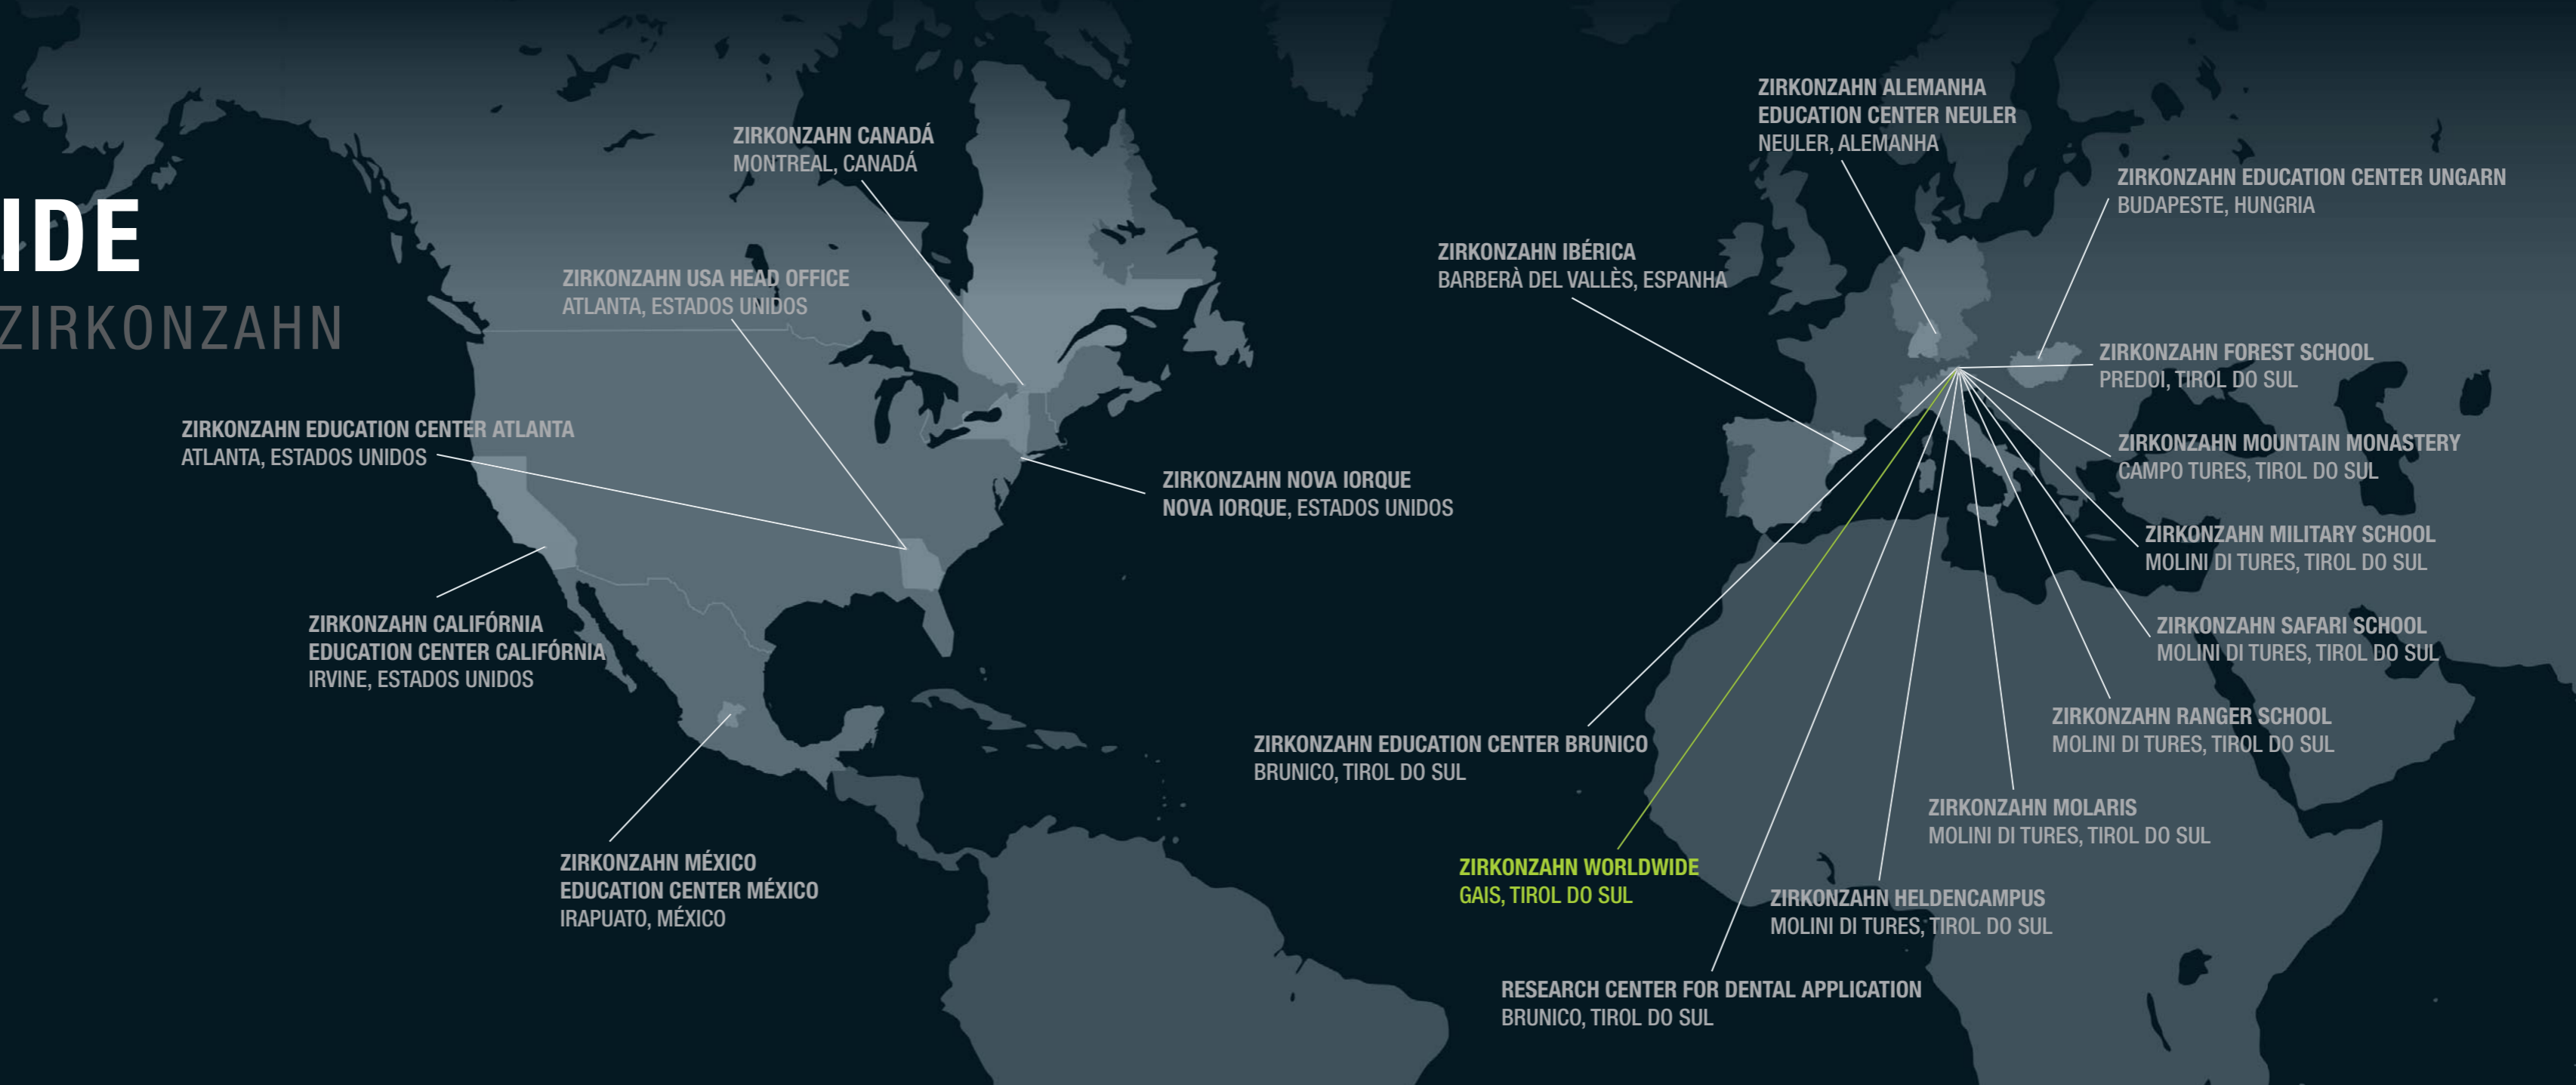 IDE
ZIRKONZAHN
ZIRKONZAHN CANADÁ
MONTREAL, CANADÁ
ZIRKONZAHN USA HEAD OFFICE
ATLANTA, ESTADOS UNIDOS
ZIRKONZAHN EDUCATION CENTER ATLANTA
ATLANTA, ESTADOS UNIDOS
ZIRKONZAHN NOVA IORQUE
NOVA IORQUE, ESTADOS UNIDOS
ZIRKONZAHN CALIFÓRNIA
EDUCATION CENTER CALIFÓRNIA
IRVINE, ESTADOS UNIDOS
ZIRKONZAHN MÉXICO
EDUCATION CENTER MÉXICO
IRAPUATO, MÉXICO
ZIRKONZAHN ALEMANHA
EDUCATION CENTER NEULER
NEULER, ALEMANHA
ZIRKONZAHN EDUCATION CENTER UNGARN
BUDAPESTE, HUNGRIA
ZIRKONZAHN IBÉRICA
BARBERÀ DEL VALLÈS, ESPANHA
ZIRKONZAHN FOREST SCHOOL
PREDOI, TIROL DO SUL
ZIRKONZAHN MOUNTAIN MONASTERY
CAMPO TURES, TIROL DO SUL
ZIRKONZAHN MILITARY SCHOOL
MOLINI DI TURES, TIROL DO SUL
ZIRKONZAHN SAFARI SCHOOL
MOLINI DI TURES, TIROL DO SUL
ZIRKONZAHN RANGER SCHOOL
MOLINI DI TURES, TIROL DO SUL
ZIRKONZAHN EDUCATION CENTER BRUNICO
BRUNICO, TIROL DO SUL
ZIRKONZAHN MOLARIS
MOLINI DI TURES, TIROL DO SUL
ZIRKONZAHN WORLDWIDE
GAIS, TIROL DO SUL
ZIRKONZAHN HELDENCAMPUS
MOLINI DI TURES, TIROL DO SUL
RESEARCH CENTER FOR DENTAL APPLICATION
BRUNICO, TIROL DO SUL